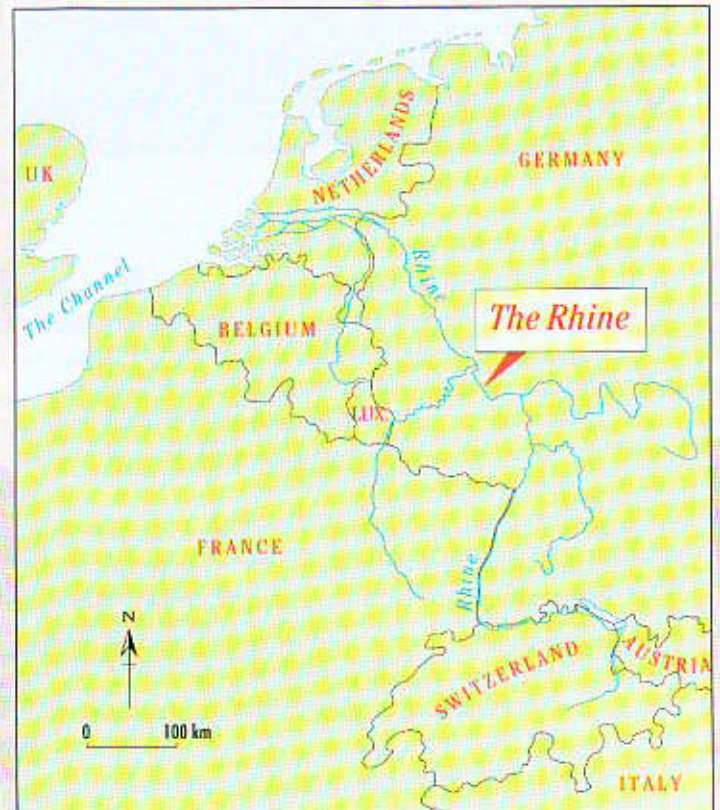 NETHERLANDS
GERMANY
UK
Rhine
The Channel
The Rhine
BELGIUM
LUX.
FRANCE
Rhine
N
SWITZERLAND
AUSTRIA
0 100 km
ITALY